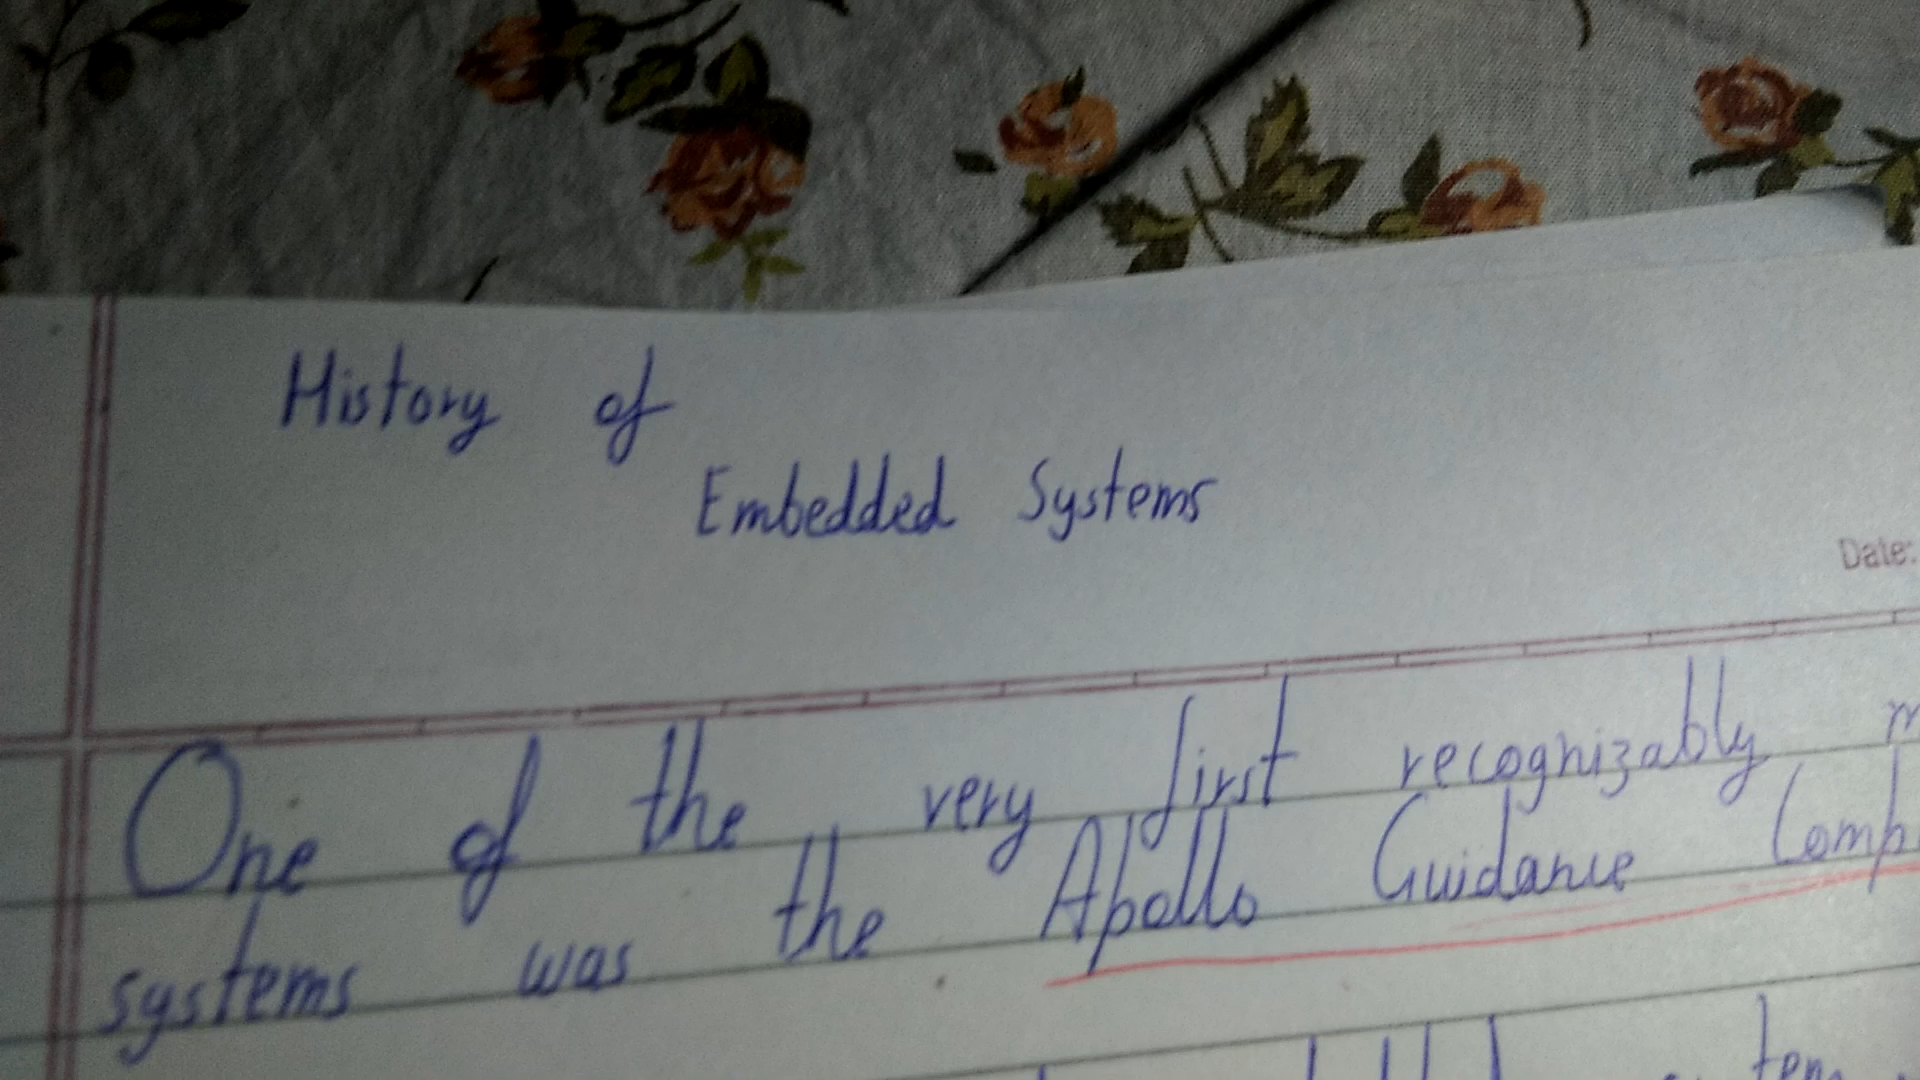 History of
Embedded Systems
Date:
One of the very first recognizably
systems was the Apollo Guidance